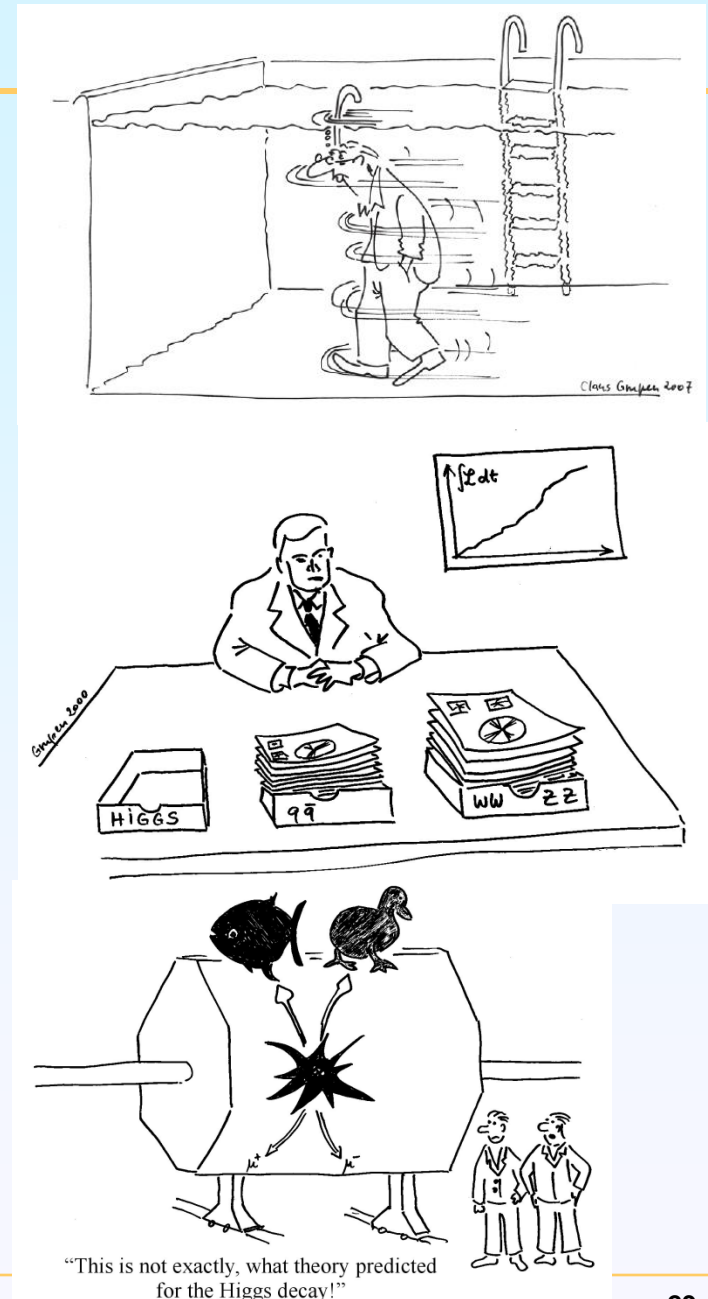 Claus Grupen 2007
∫L dt
Grupen 2000
HiGGS
qq̄
WW ZZ
μ⁺ μ⁻
“This is not exactly, what theory predicted
for the Higgs decay!”